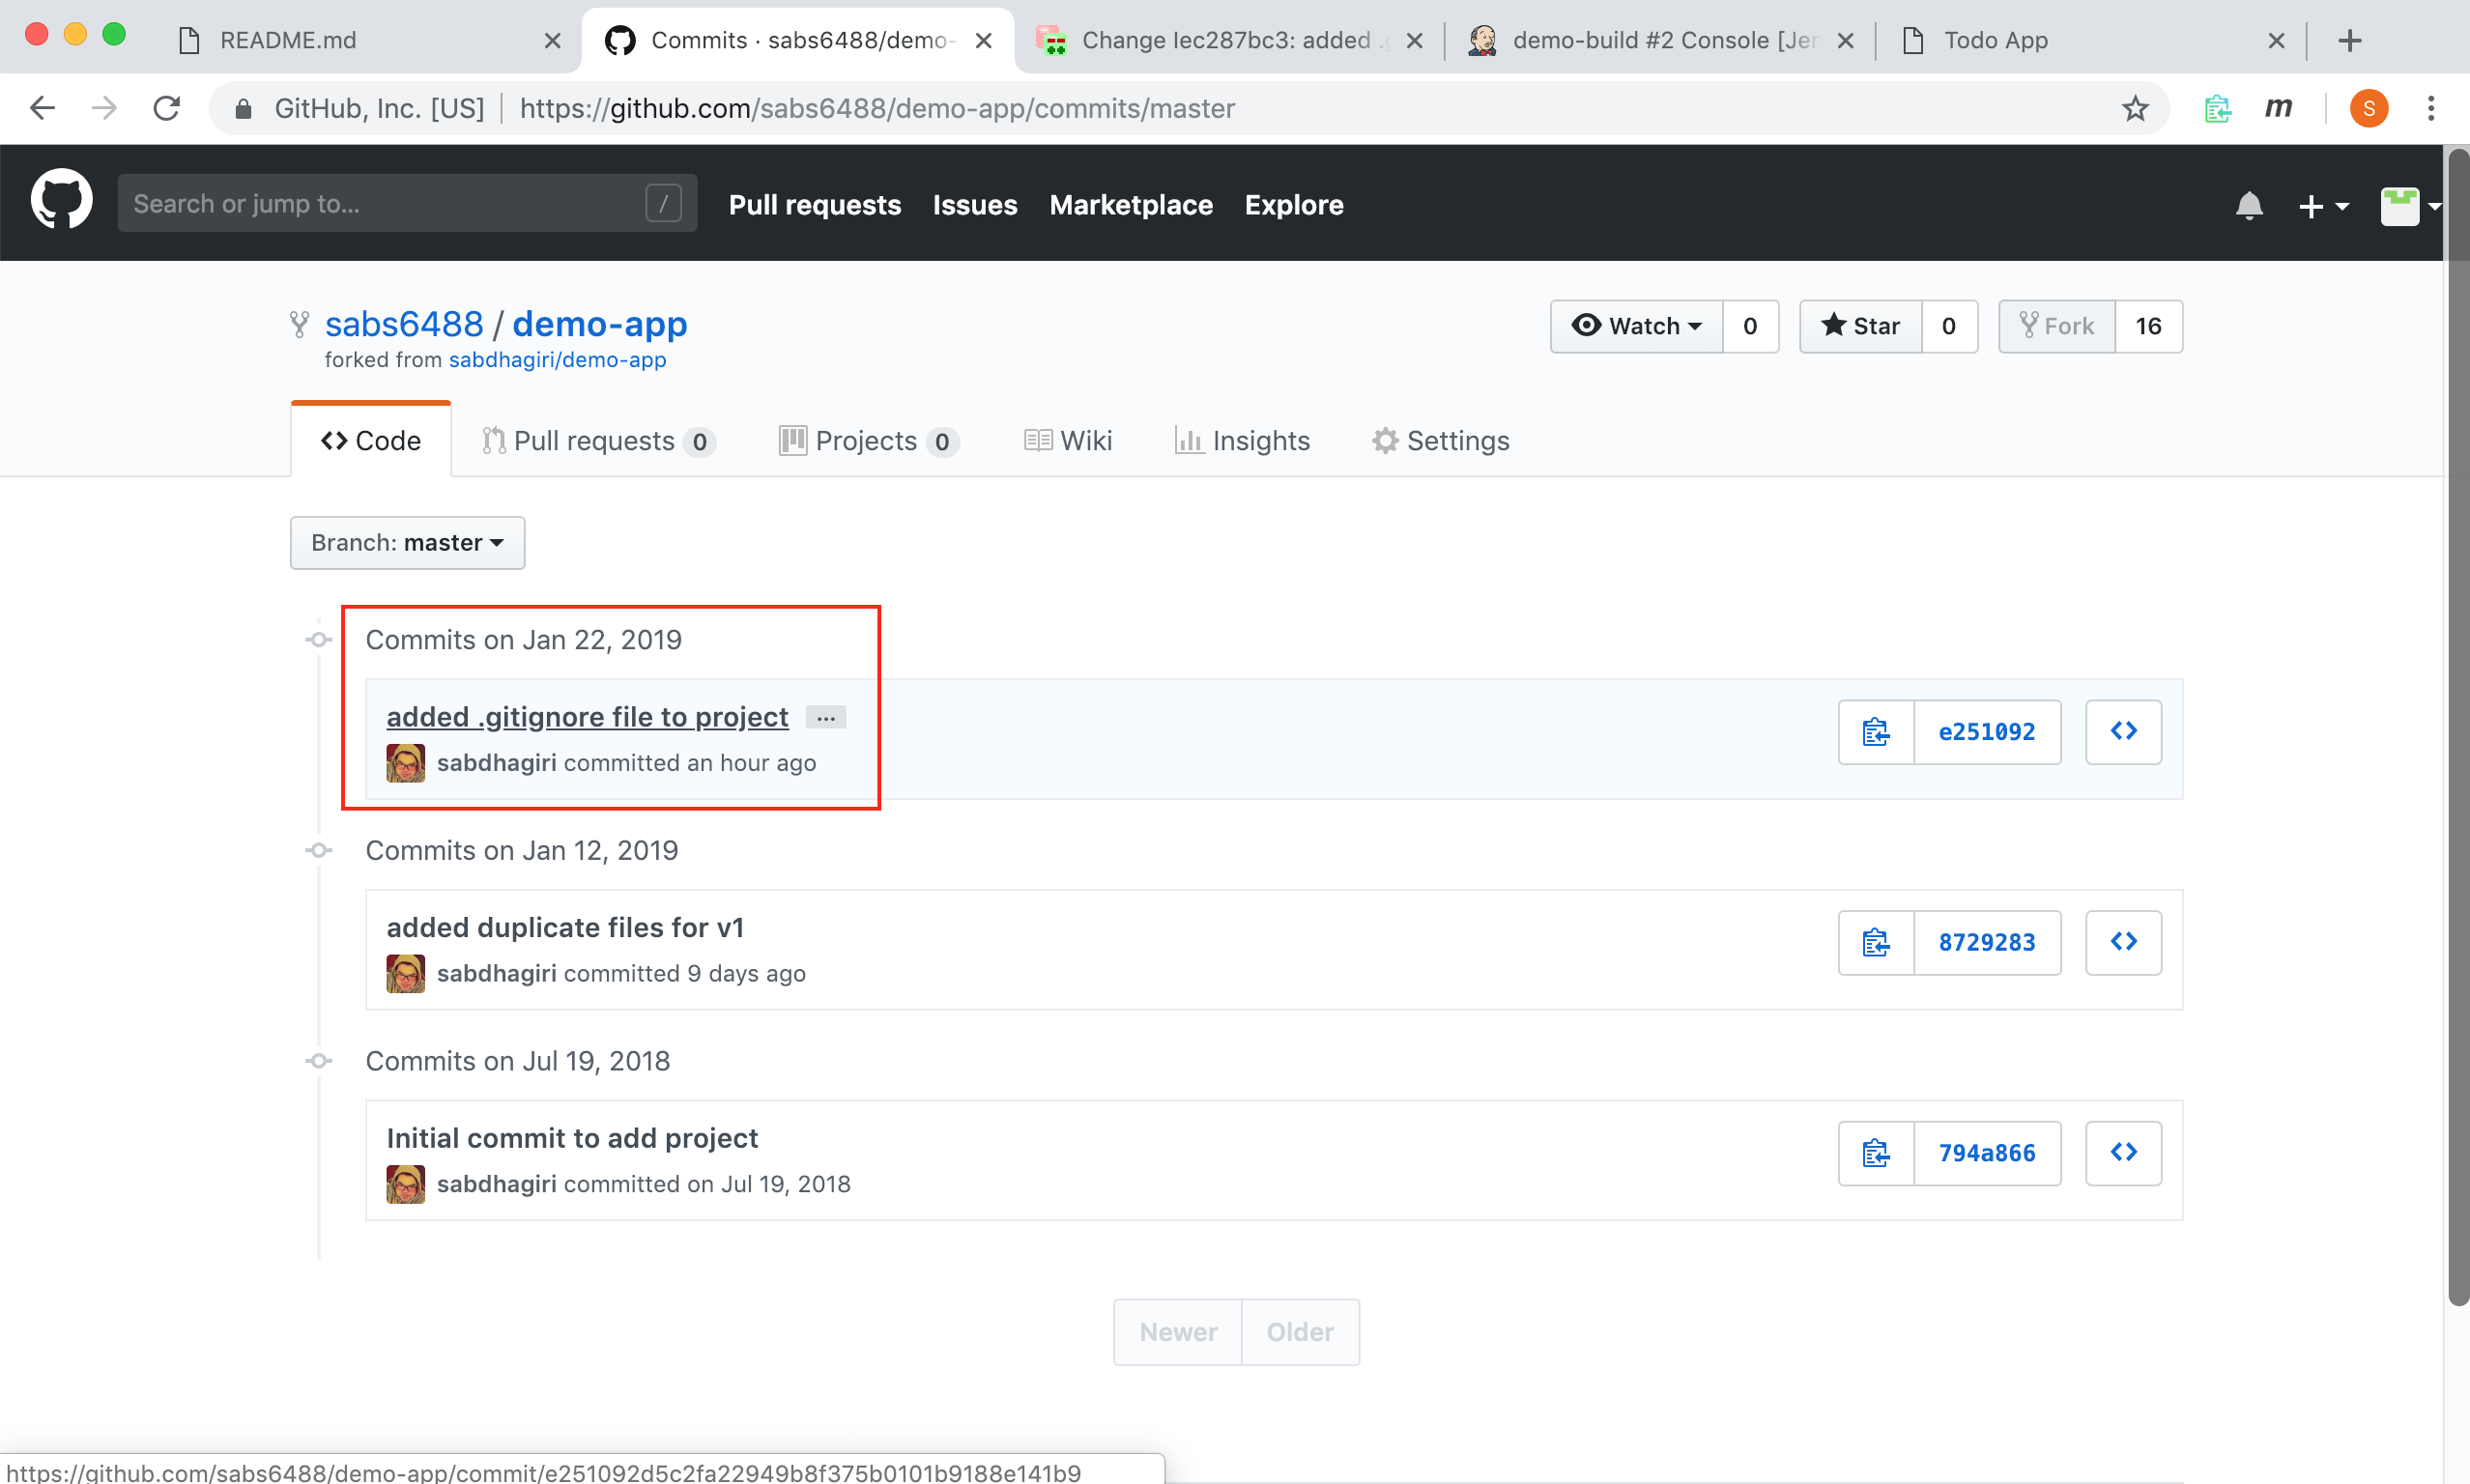 README.md
Commits · sabs6488/demo-
Change Iec287bc3: added .g
demo-build #2 Console [Jen
Todo App
GitHub, Inc. [US]
https://github.com/sabs6488/demo-app/commits/master
m
S
Search or jump to...
/
Pull requests
Issues
Marketplace
Explore
sabs6488 / demo-app
forked from sabdhagiri/demo-app
Watch
0
Star
0
Fork
16
Code
Pull requests 0
Projects 0
Wiki
Insights
Settings
Branch: master
Commits on Jan 22, 2019
added .gitignore file to project ...
sabdhagiri committed an hour ago
e251092
Commits on Jan 12, 2019
added duplicate files for v1
sabdhagiri committed 9 days ago
8729283
Commits on Jul 19, 2018
Initial commit to add project
sabdhagiri committed on Jul 19, 2018
794a866
Newer
Older
https://github.com/sabs6488/demo-app/commit/e251092d5c2fa22949b8f375b0101b9188e141b9